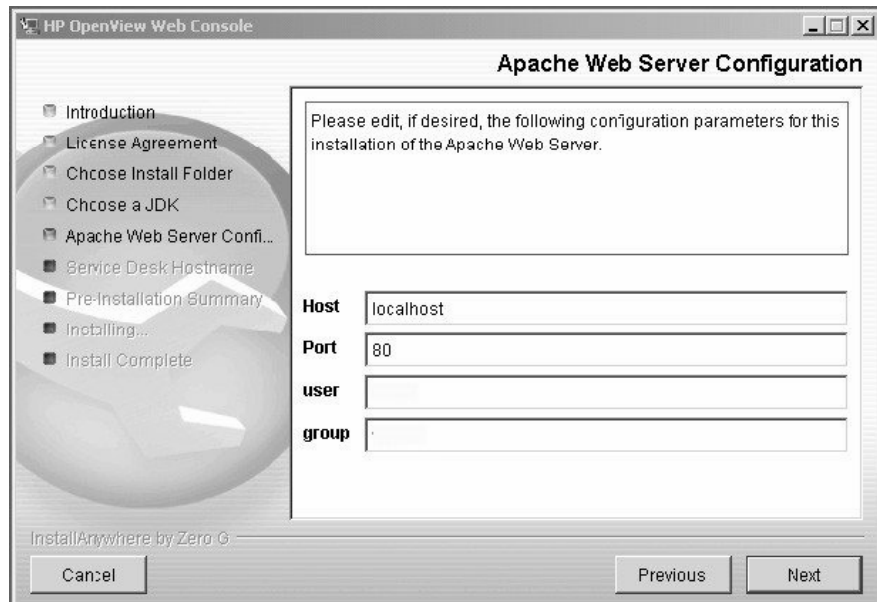 HP OpenView Web Console
Apache Web Server Configuration
Introduction
License Agreement
Choose Install Folder
Choose a JDK
Apache Web Server Confi...
Service Desk Hostname
Pre-Installation Summary
Installing...
Install Complete
Please edit, if desired, the following configuration parameters for this
installation of the Apache Web Server.
Host localhost
Port 80
user
group
InstallAnywhere by Zero G
Cancel Previous Next